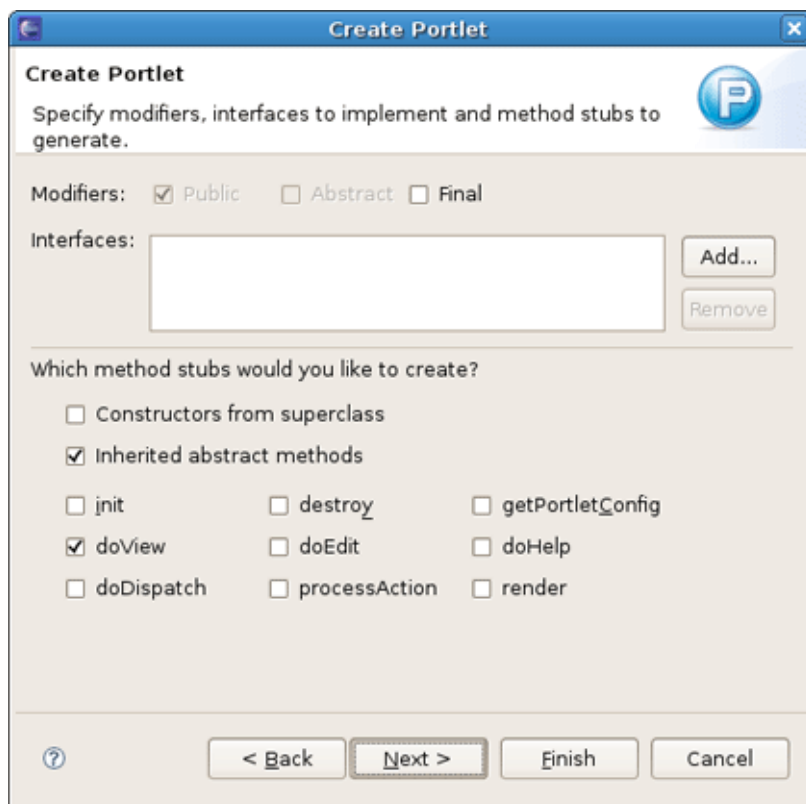 Create Portlet
Create Portlet
Specify modifiers, interfaces to implement and method stubs to
generate.
P
Modifiers: Public Abstract Final
Interfaces:
Add...
Remove
Which method stubs would you like to create?
Constructors from superclass
Inherited abstract methods
init destroy getPortletConfig
doView doEdit doHelp
doDispatch processAction render
? < Back Next > Finish Cancel